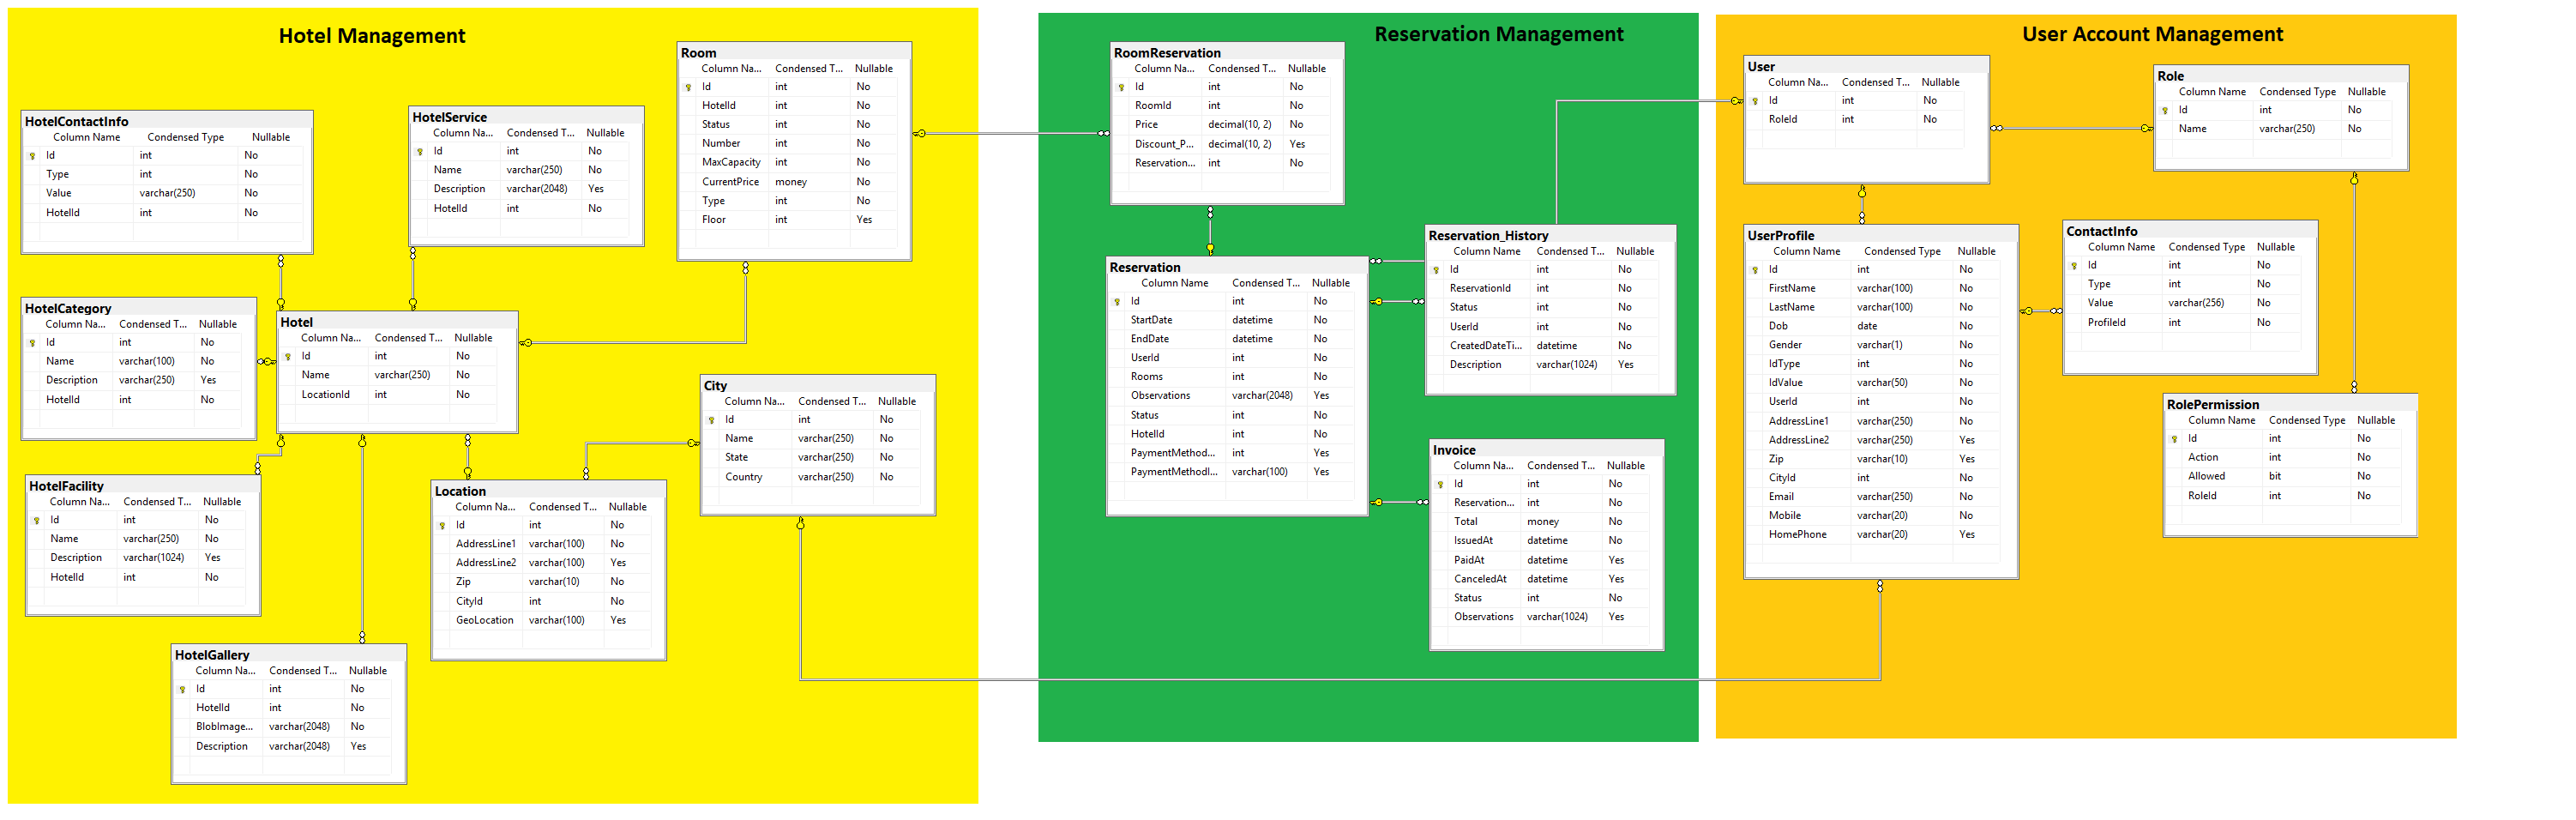 Hotel Management
Reservation Management
User Account Management
HotelContactInfo
Column Name Condensed Type Nullable
Id int No
Type int No
Value varchar(250) No
HotelId int No
HotelService
Column Na... Condensed T... Nullable
Id int No
Name varchar(250) No
Description varchar(2048) Yes
HotelId int No
Room
Column Na... Condensed T... Nullable
Id int No
HotelId int No
Status int No
Number int No
MaxCapacity int No
CurrentPrice money No
Type int No
Floor int Yes
HotelCategory
Column Na... Condensed T... Nullable
Id int No
Name varchar(100) No
Description varchar(250) Yes
HotelId int No
Hotel
Column Na... Condensed T... Nullable
Id int No
Name varchar(250) No
LocationId int No
City
Column Na... Condensed T... Nullable
Id int No
Name varchar(250) No
State varchar(250) No
Country varchar(250) No
HotelFacility
Column Na... Condensed T... Nullable
Id int No
Name varchar(250) No
Description varchar(1024) Yes
HotelId int No
Location
Column Na... Condensed T... Nullable
Id int No
AddressLine1 varchar(100) No
AddressLine2 varchar(100) Yes
Zip varchar(10) No
CityId int No
GeoLocation varchar(100) Yes
HotelGallery
Column Na... Condensed T... Nullable
Id int No
HotelId int No
BlobImage... varchar(2048) No
Description varchar(2048) Yes
RoomReservation
Column Na... Condensed T... Nullable
Id int No
RoomId int No
Price decimal(10, 2) No
Discount_P... decimal(10, 2) Yes
Reservation... int No
Reservation
Column Name Condensed T... Nullable
Id int No
StartDate datetime No
EndDate datetime No
UserId int No
Rooms int No
Observations varchar(2048) Yes
Status int No
HotelId int No
PaymentMethod... int Yes
PaymentMethodI... varchar(100) Yes
Reservation_History
Column Name Condensed T... Nullable
Id int No
ReservationId int No
Status int No
UserId int No
CreatedDateTi... datetime No
Description varchar(1024) Yes
Invoice
Column Na... Condensed T... Nullable
Id int No
Reservation... int No
Total money No
IssuedAt datetime No
PaidAt datetime Yes
CanceledAt datetime Yes
Status int No
Observations varchar(1024) Yes
User
Column Na... Condensed T... Nullable
Id int No
RoleId int No
Role
Column Name Condensed Type Nullable
Id int No
Name varchar(250) No
UserProfile
Column Name Condensed Type Nullable
Id int No
FirstName varchar(100) No
LastName varchar(100) No
Dob date No
Gender varchar(1) No
IdType int No
IdValue varchar(50) No
UserId int No
AddressLine1 varchar(250) No
AddressLine2 varchar(250) Yes
Zip varchar(10) Yes
CityId int No
Email varchar(250) No
Mobile varchar(20) No
HomePhone varchar(20) Yes
ContactInfo
Column Name Condensed Type Nullable
Id int No
Type int No
Value varchar(256) No
ProfileId int No
RolePermission
Column Name Condensed Type Nullable
Id int No
Action int No
Allowed bit No
RoleId int No